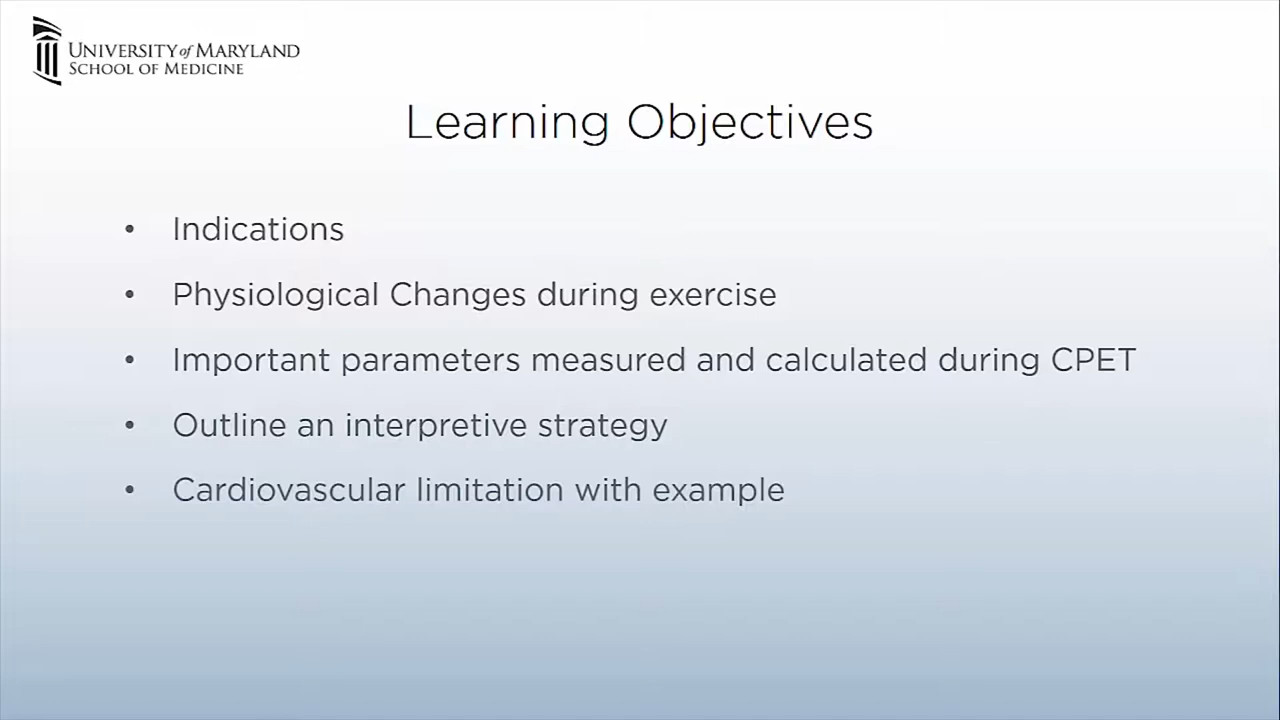 UNIVERSITY of MARYLAND
SCHOOL OF MEDICINE
Learning Objectives
• Indications
• Physiological Changes during exercise
• Important parameters measured and calculated during CPET
• Outline an interpretive strategy
• Cardiovascular limitation with example